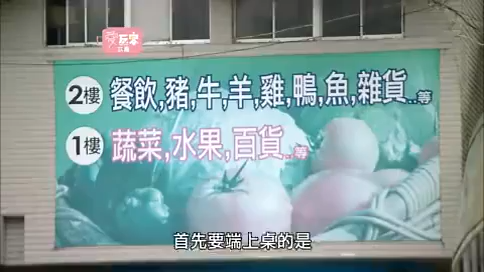 2樓 餐飲,豬,牛,羊,雞,鴨,魚,雜貨..等
1樓 蔬菜,水果,百貨..等
首先要端上桌的是